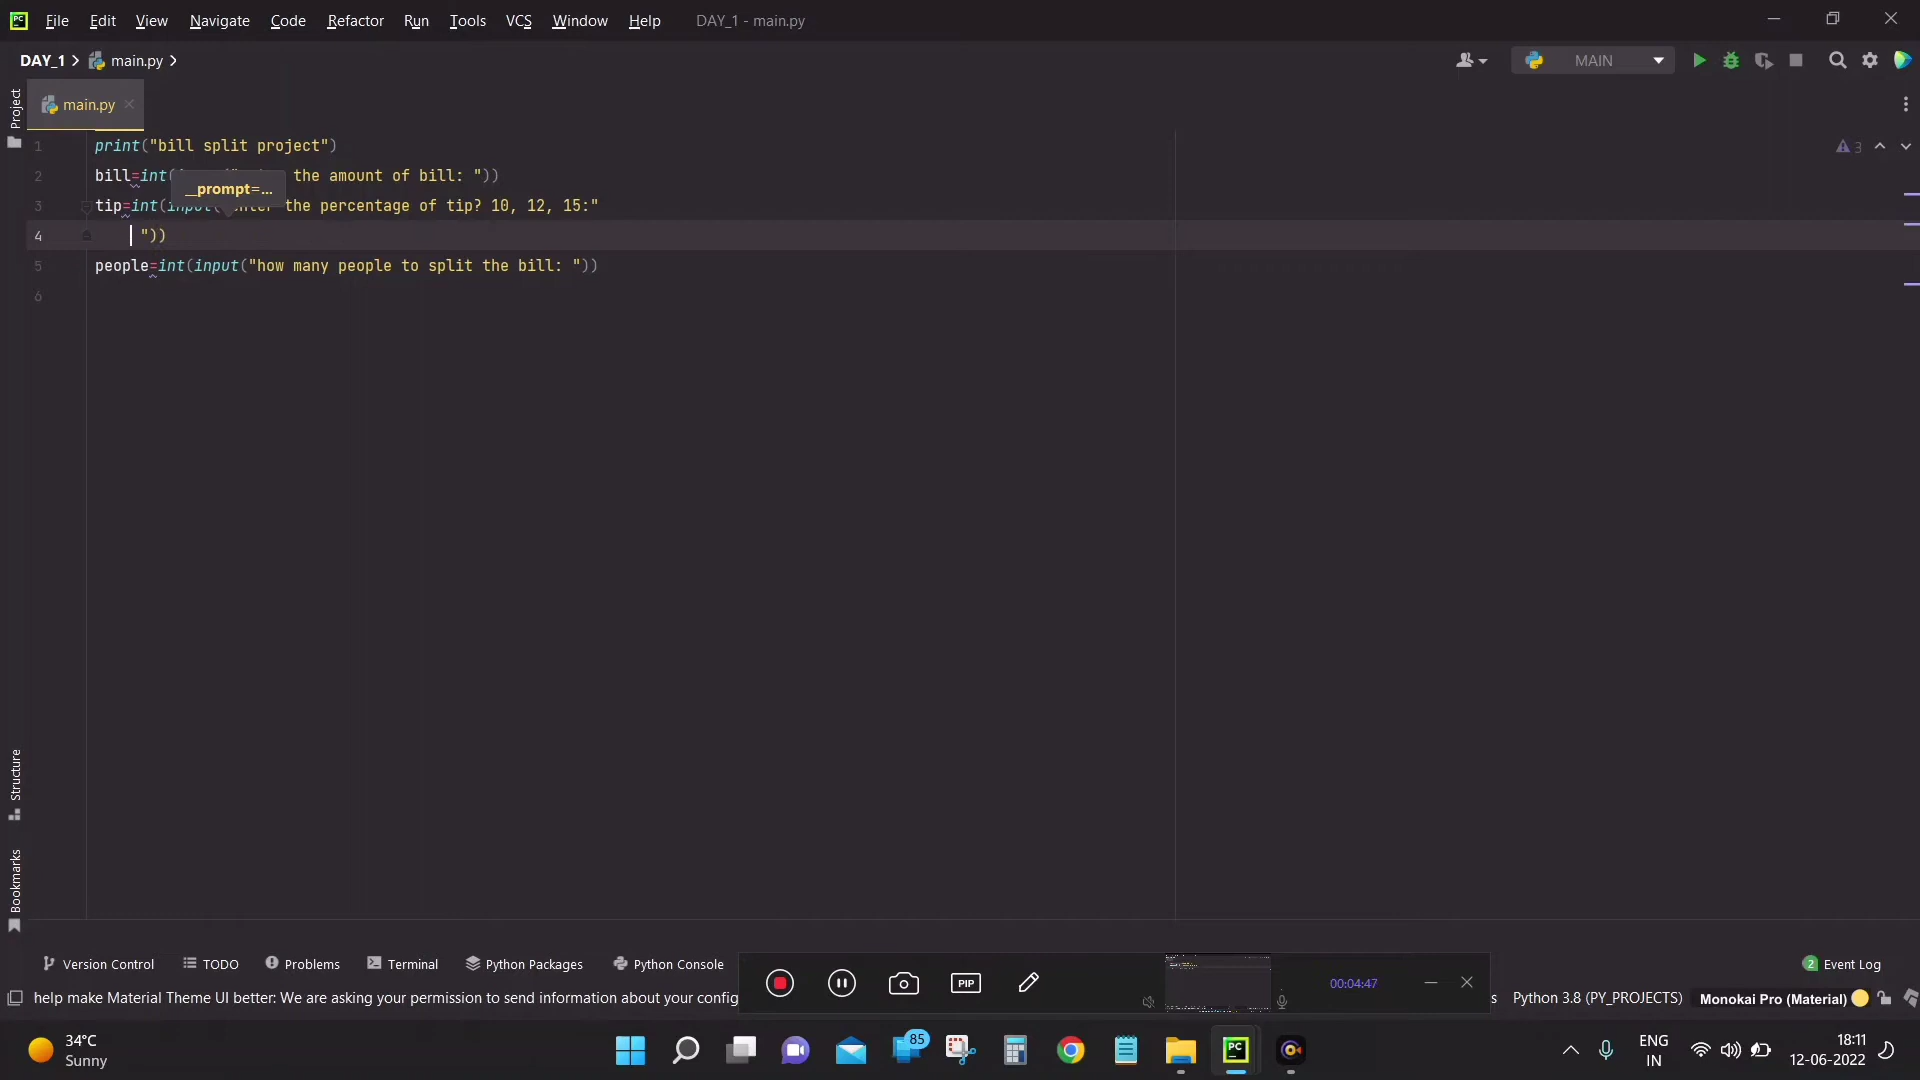 File Edit View Navigate Code Refactor Run Tools VCS Window Help DAY_1 - main.py
DAY_1 main.py MAIN
Project
main.py
1 print("bill split project") 3
2 bill=int( the amount of bill: "))
__prompt=...
3 tip=int(input( the percentage of tip? 10, 12, 15:"
4 "))
5 people=int(input("how many people to split the bill: "))
6
Structure
Bookmarks
Version Control TODO Problems Terminal Python Packages Python Console PIP 00:04:47 2 Event Log
help make Material Theme UI better: We are asking your permission to send information about your config s Python 3.8 (PY_PROJECTS) Monokai Pro (Material)
34°C
Sunny
85
PC
ENG
IN
18:11
12-06-2022